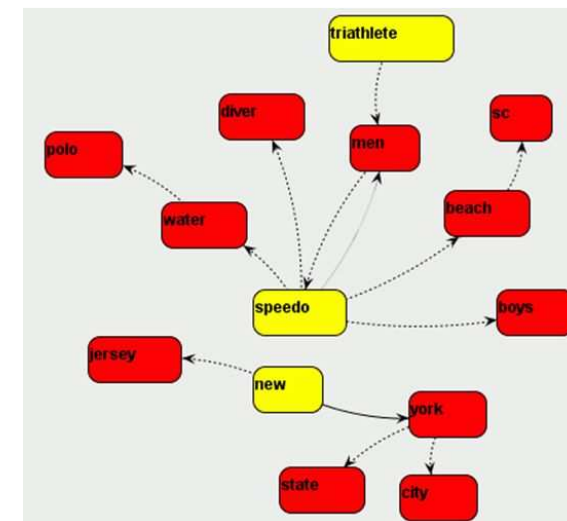 triathlete
diver
sc
men
polo
beach
water
speedo
boys
jersey
new
york
state
city